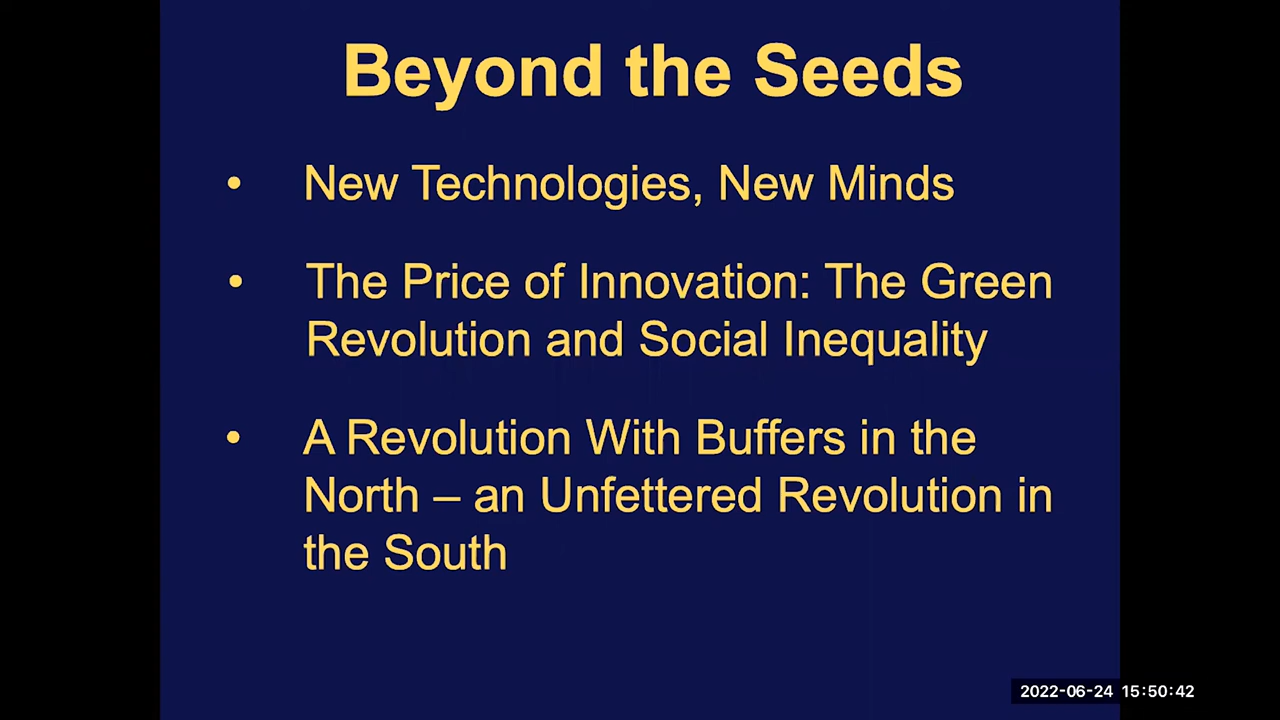 Beyond the Seeds
• New Technologies, New Minds
• The Price of Innovation: The Green
Revolution and Social Inequality
• A Revolution With Buffers in the
North – an Unfettered Revolution in
the South
2022-06-24 15:50:42